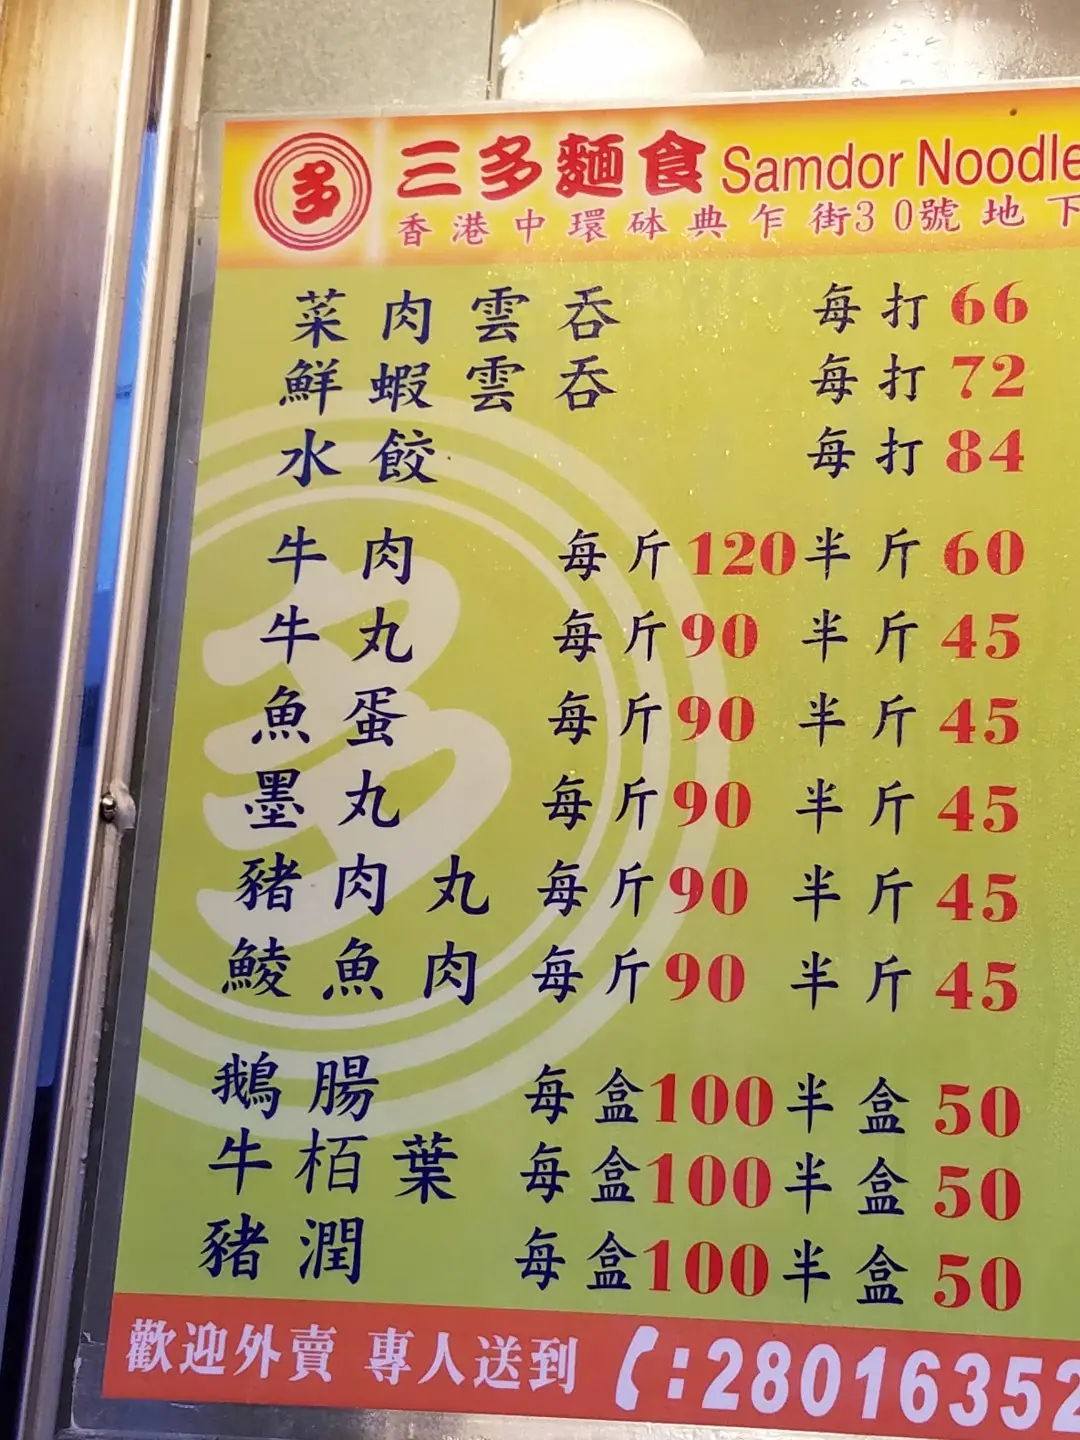 多 三多麵食 Samdor Noodle
香港中環砵典乍街30號地下
菜肉雲吞 每打 66
鮮蝦雲吞 每打 72
水餃 每打 84
牛肉 每斤 120 半斤 60
牛丸 每斤 90 半斤 45
魚蛋 每斤 90 半斤 45
墨丸 每斤 90 半斤 45
豬肉丸 每斤 90 半斤 45
鯪魚肉 每斤 90 半斤 45
鵝腸 每盒 100 半盒 50
牛栢葉 每盒 100 半盒 50
豬潤 每盒 100 半盒 50
歡迎外賣 專人送到 :28016352